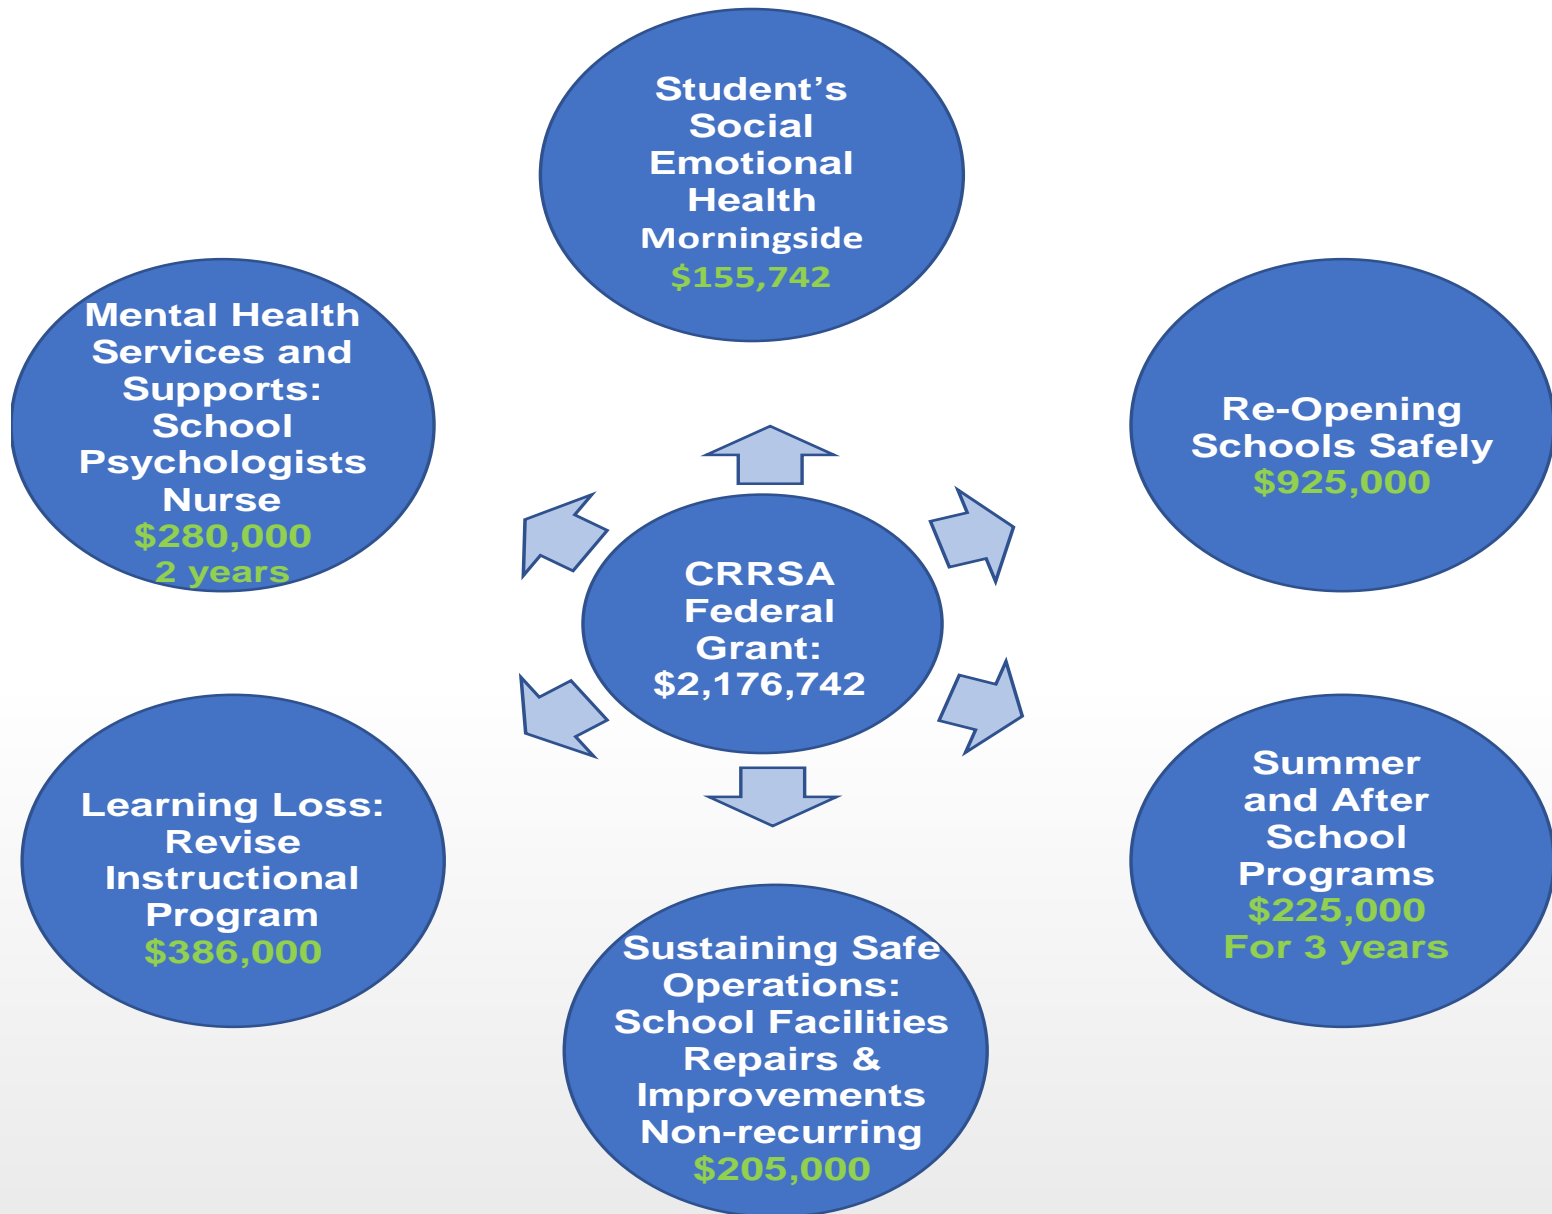 Student’s
Social
Emotional
Health
Morningside
$155,742
Mental Health
Services and
Supports:
School
Psychologists
Nurse
$280,000
2 years
Re-Opening
Schools Safely
$925,000
CRRSA
Federal
Grant:
$2,176,742
Learning Loss:
Revise
Instructional
Program
$386,000
Summer
and After
School
Programs
$225,000
For 3 years
Sustaining Safe
Operations:
School Facilities
Repairs &
Improvements
Non-recurring
$205,000